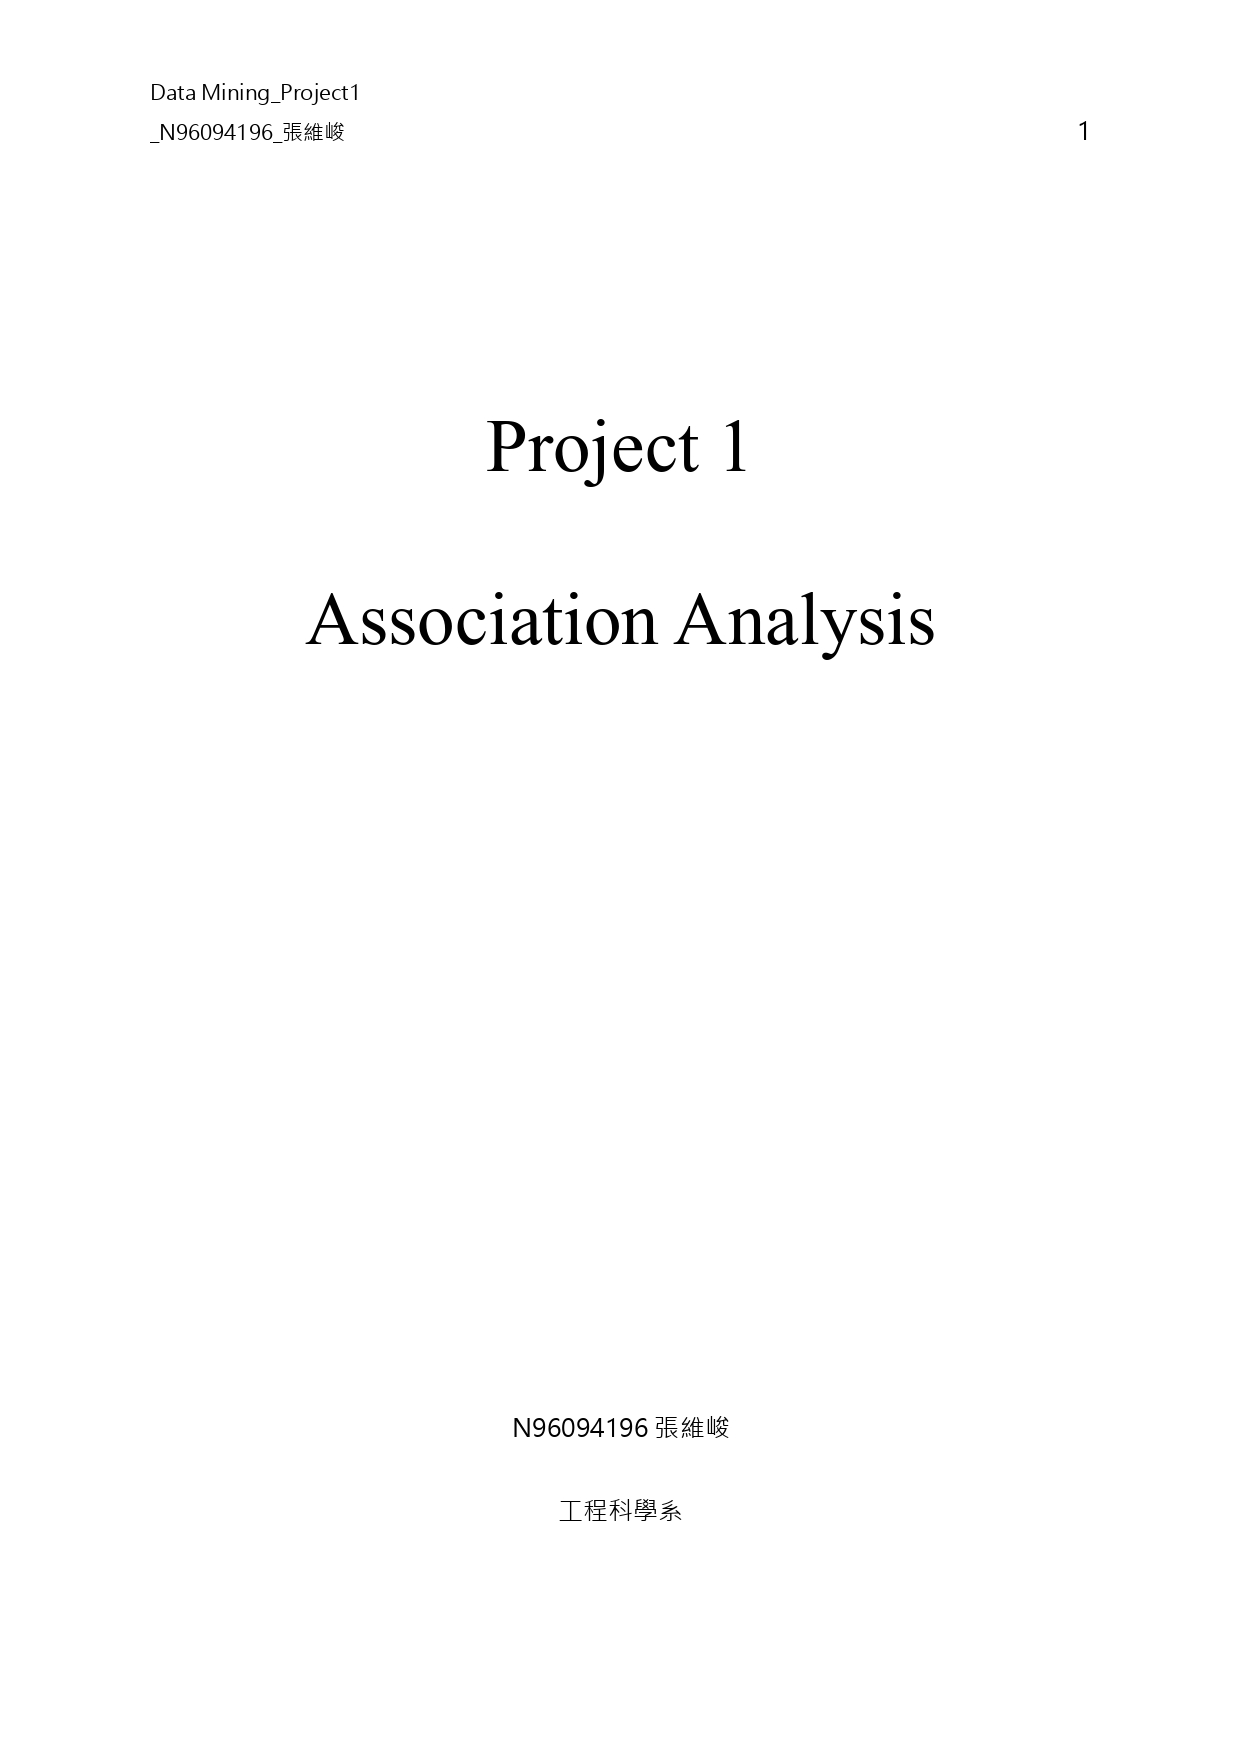 Data Mining_Project1
_N96094196_張維峻
1
Project 1
Association Analysis
N96094196 張維峻
工程科學系